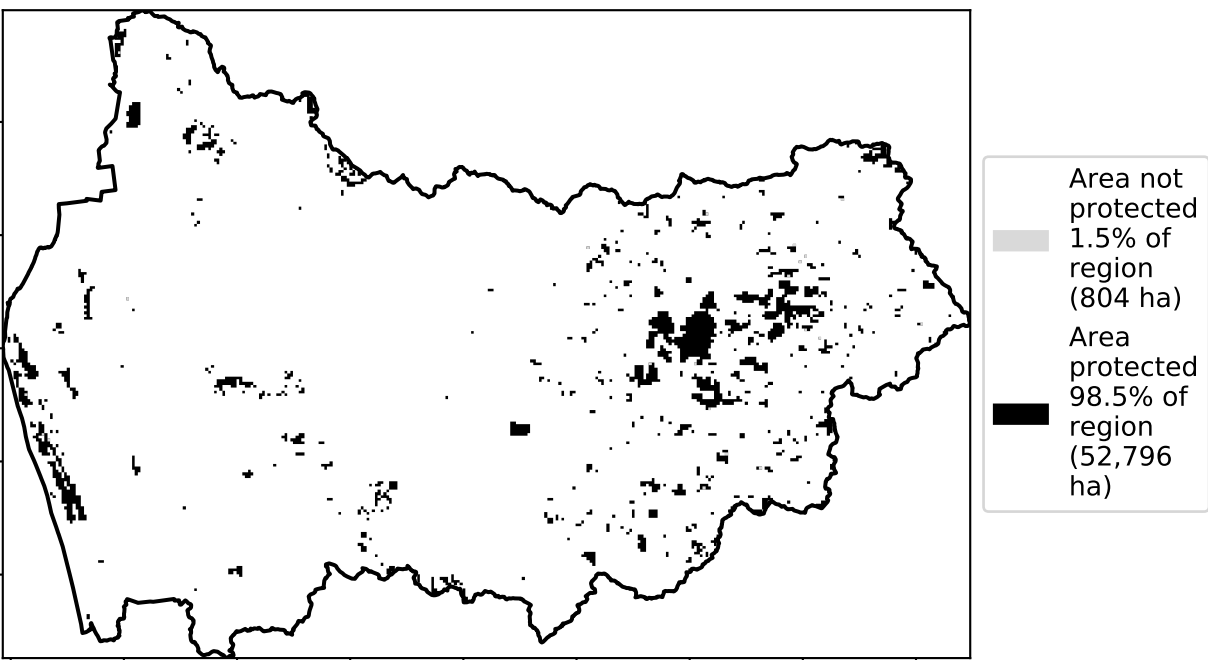 Area not
protected
1.5% of
region
(804 ha)
Area
protected
98.5% of
region
(52,796
ha)